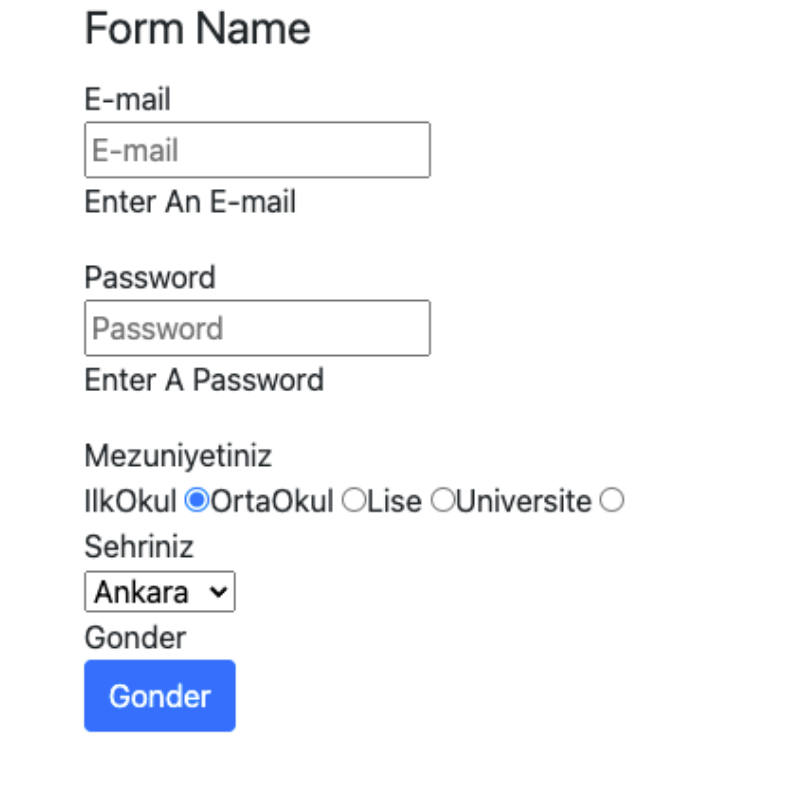 Form Name
E-mail
E-mail
Enter An E-mail
Password
Password
Enter A Password
Mezuniyetiniz
IlkOkul OrtaOkul Lise Universite
Sehriniz
Ankara
Gonder
Gonder